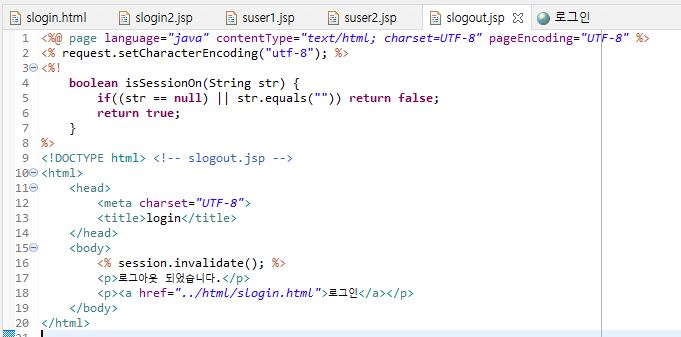 slogin.html slogin2.jsp suser1.jsp suser2.jsp slogout.jsp 로그인
1 <%@ page language="java" contentType="text/html; charset=UTF-8" pageEncoding="UTF-8" %>
2 <% request.setCharacterEncoding("utf-8"); %>
3 <%!
4 boolean isSessionOn(String str) {
5 if((str == null) || str.equals("")) return false;
6 return true;
7 }
8 %>
9 <!DOCTYPE html> <!-- slogout.jsp -->
10 <html>
11 <head>
12 <meta charset="UTF-8">
13 <title>login</title>
14 </head>
15 <body>
16 <% session.invalidate(); %>
17 <p>로그아웃 되었습니다.</p>
18 <p><a href="../html/slogin.html">로그인</a></p>
19 </body>
20 </html>
21